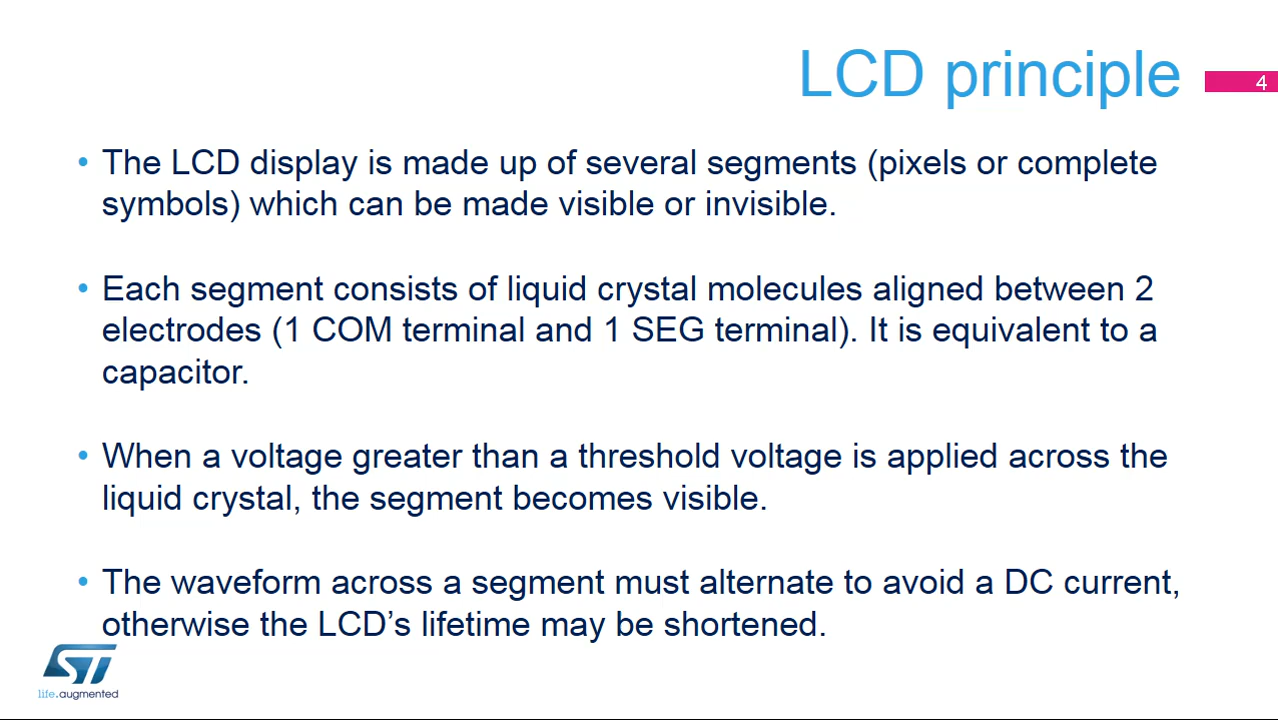 LCD principle
4
• The LCD display is made up of several segments (pixels or complete
symbols) which can be made visible or invisible.
• Each segment consists of liquid crystal molecules aligned between 2
electrodes (1 COM terminal and 1 SEG terminal). It is equivalent to a
capacitor.
• When a voltage greater than a threshold voltage is applied across the
liquid crystal, the segment becomes visible.
• The waveform across a segment must alternate to avoid a DC current,
otherwise the LCD’s lifetime may be shortened.
ST
life.augmented